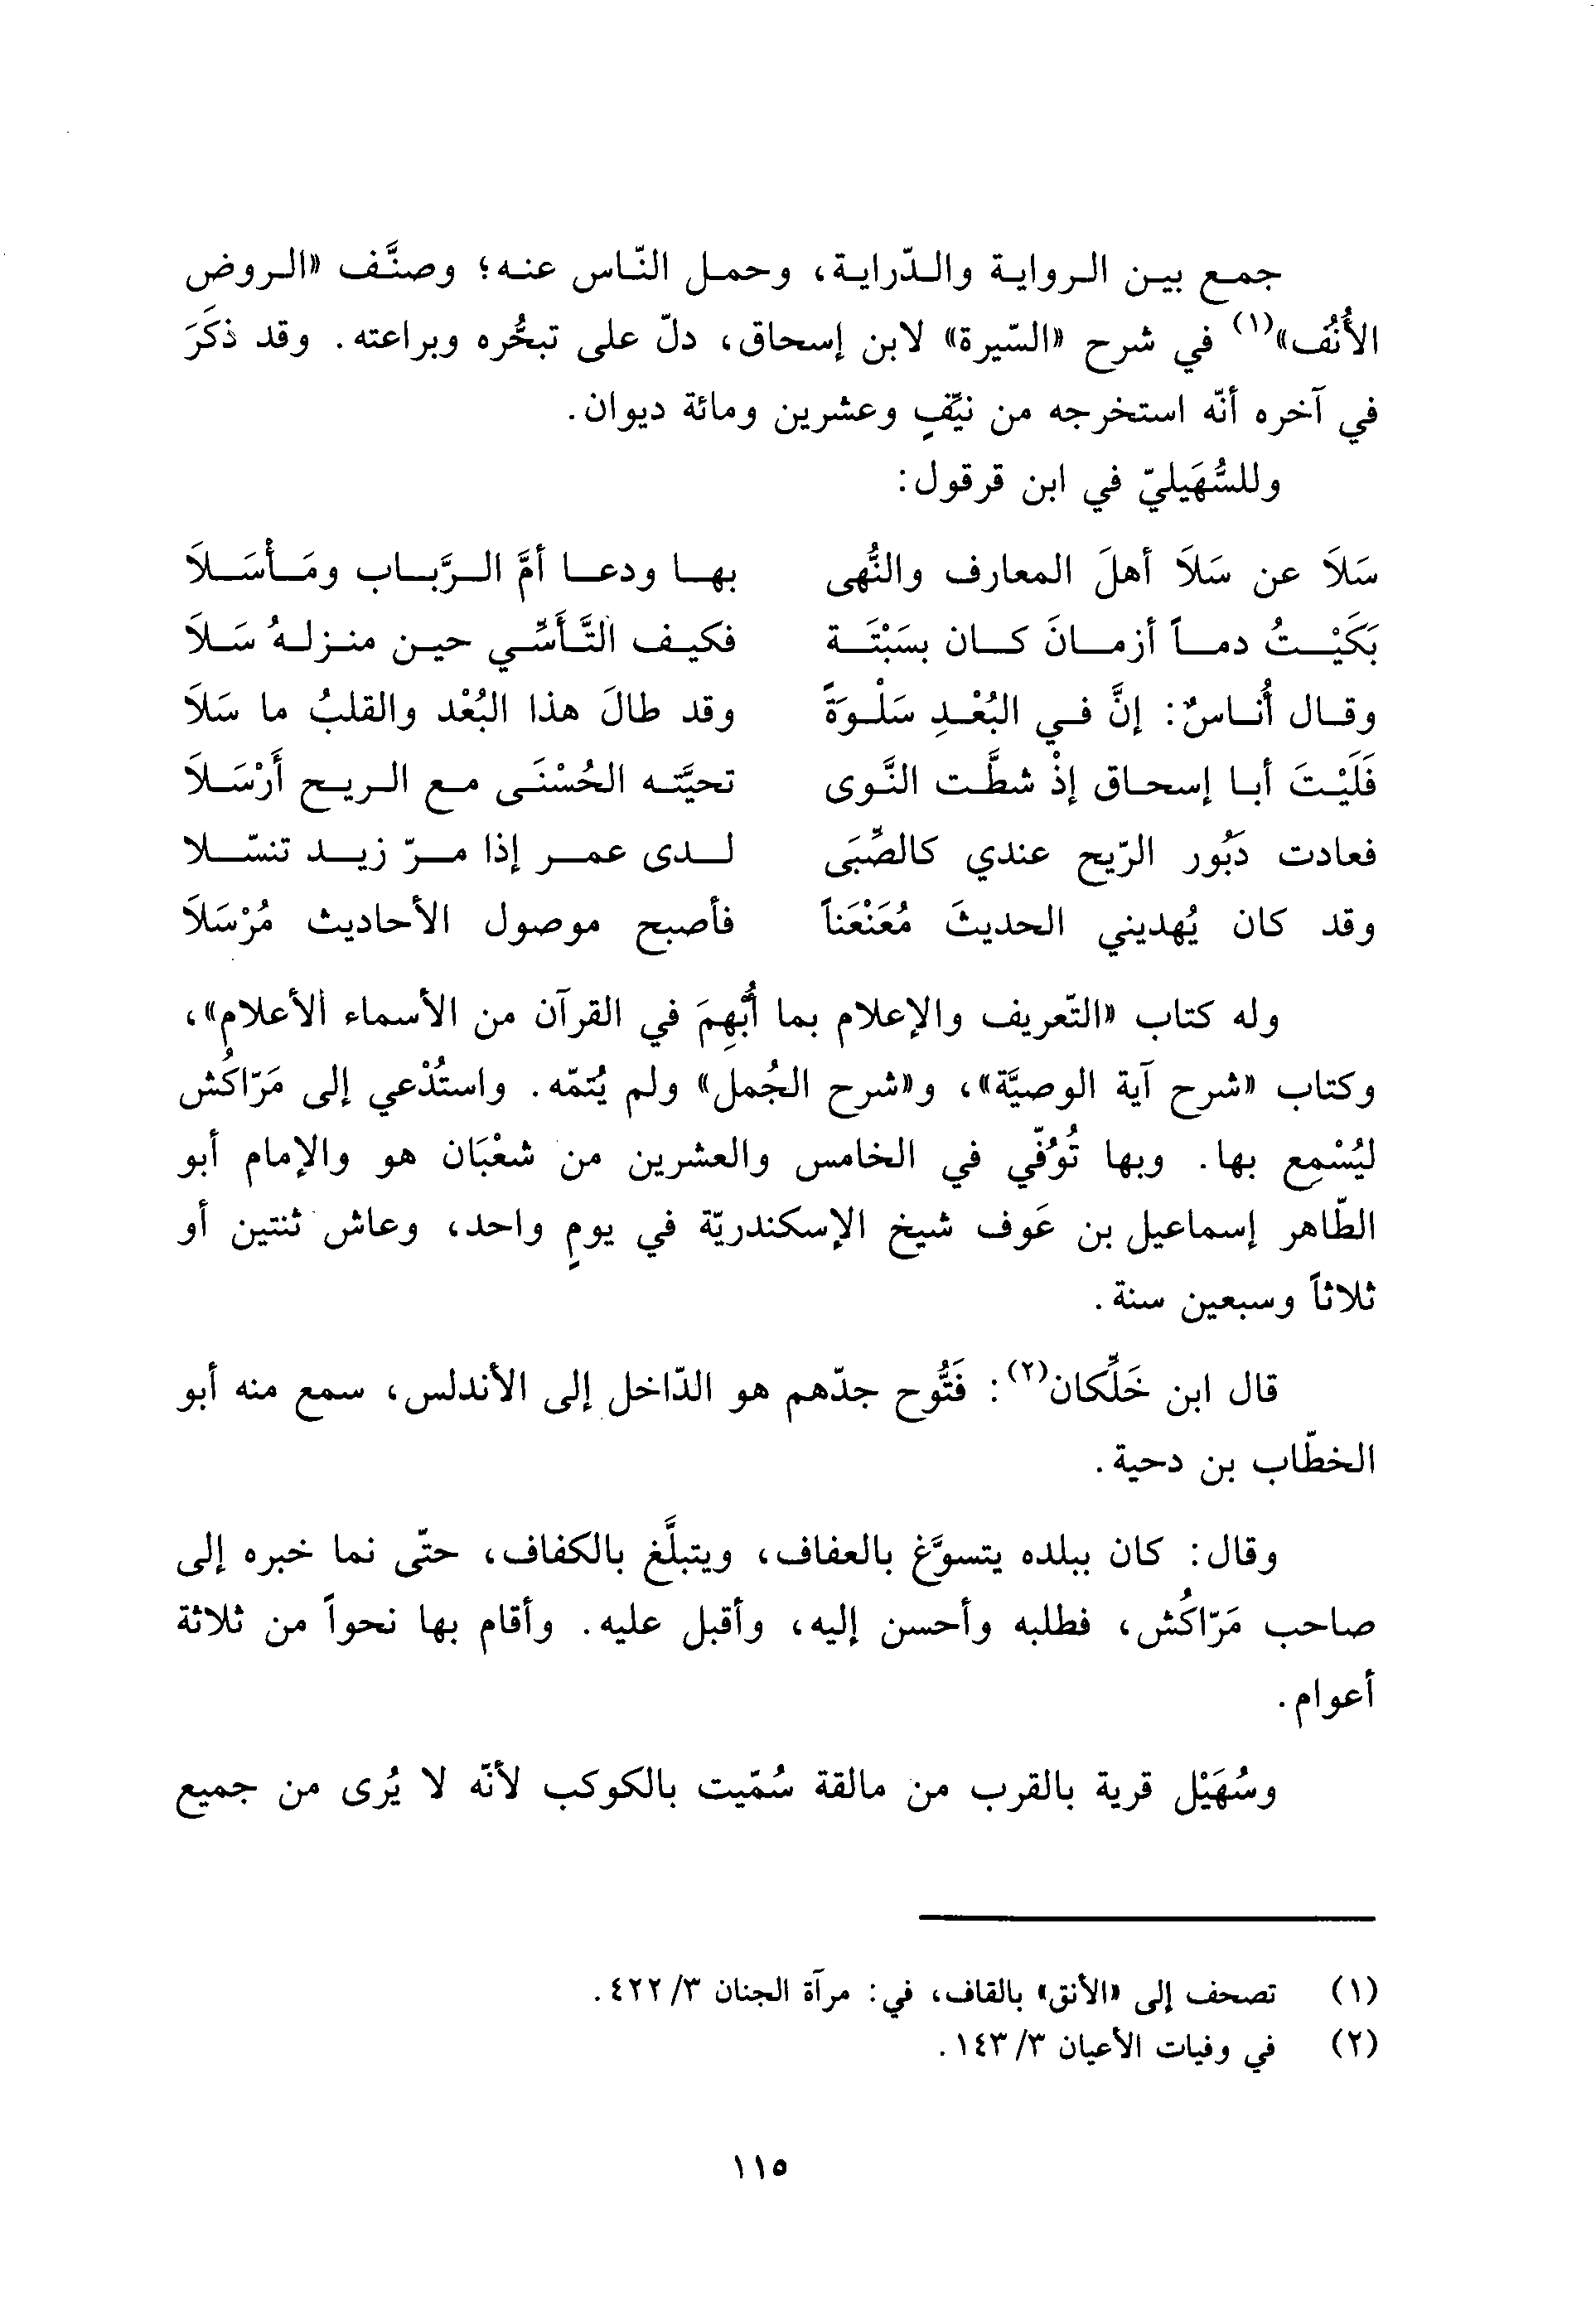 جمع بين الرواية والدّراية، وحمل النّاس عنه؛ وصنَّف «الروض
الأُنُف»(١) في شرح «السّيرة» لابن إسحاق، دلّ على تبحُّره وبراعته. وقد ذكَرَ
في آخره أنّه استخرجه من نيّفٍ وعشرين ومائة ديوان.
وللسُّهَيليّ في ابن قرقول:
سَلاَ عن سَلاَ أهلَ المعارف والنُّهى بها ودعا أمَّ الرَّباب ومَأْسَلاَ
بَكَيْتُ دماً أزمانَ كان بسَبْتَة فكيف التَّأَسِّي حين منزلهُ سَلاَ
وقال أُناسٌ: إنَّ في البُعْدِ سَلْوَةً وقد طالَ هذا البُعْد والقلبُ ما سَلاَ
فَلَيْتَ أبا إسحاق إذْ شطَّت النَّوى تحيَّته الحُسْنَى مع الريح أَرْسَلاَ
فعادت دَبُور الرّيح عندي كالصِّبَى لدى عمر إذا مرّ زيد تنسّلا
وقد كان يُهديني الحديثَ مُعَنْعَناً فأصبح موصول الأحاديث مُرْسَلاَ
وله كتاب «التّعريف والإعلام بما أُبْهِمَ في القرآن من الأسماء الأعلام»،
وكتاب «شرح آية الوصيَّة»، و«شرح الجُمل» ولم يُتمّه. واستُدْعي إلى مَرّاكُش
ليُسْمِع بها. وبها تُوُفّي في الخامس والعشرين من شعْبَان هو والإمام أبو
الطّاهر إسماعيل بن عَوف شيخ الإسكندريّة في يومٍ واحد، وعاش ثنتين أو
ثلاثاً وسبعين سنة.
قال ابن خَلِّكان(٢): فَتُّوح جدّهم هو الدّاخل إلى الأندلس، سمع منه أبو
الخطّاب بن دحية.
وقال: كان ببلده يتسوَّغ بالعفاف، ويتبلَّغ بالكفاف، حتّى نما خبره إلى
صاحب مَرّاكُش، فطلبه وأحسن إليه، وأقبل عليه. وأقام بها نحواً من ثلاثة
أعوام.
وسُهَيْل قرية بالقرب من مالقة سُمّيت بالكوكب لأنّه لا يُرى من جميع
(١) تصحف إلى «الأنق» بالقاف، في: مرآة الجنان ٣/ ٤٢٢.
(٢) في وفيات الأعيان ٣/ ١٤٣.
١١٥